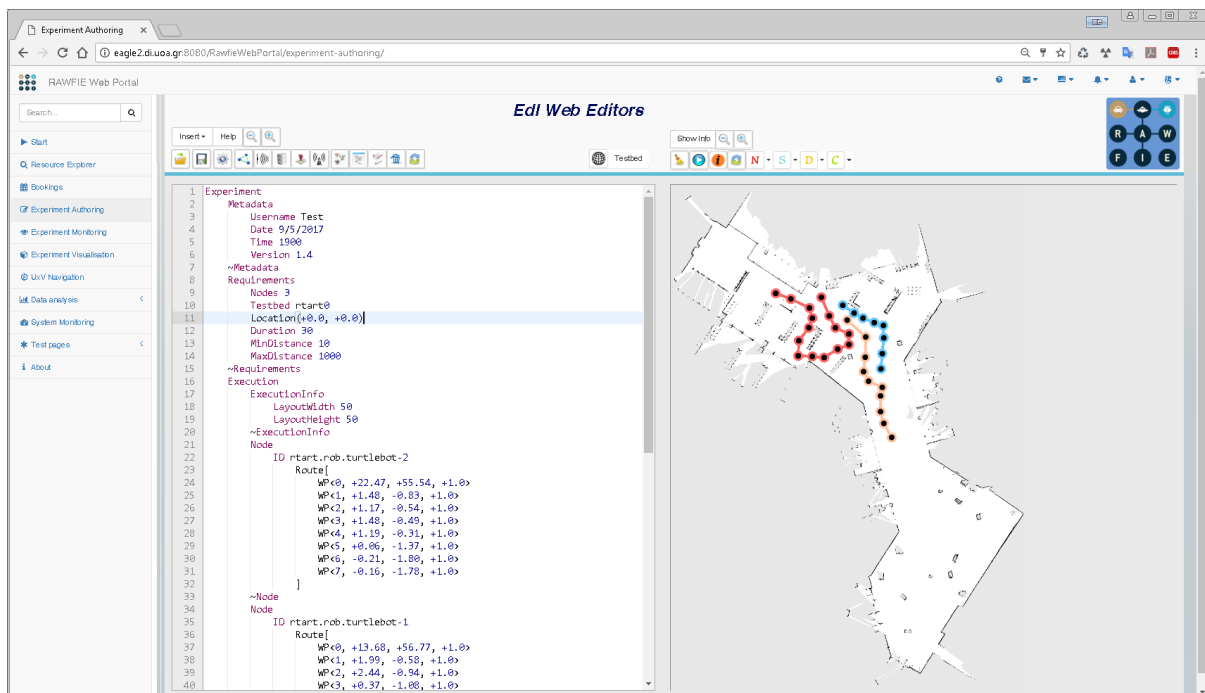 Experiment Authoring
eagle2.di.uoa.gr:8080/RawfieWebPortal/experiment-authoring/
RAWFIE Web Portal
Search...
Start
Resource Explorer
Bookings
Experiment Authoring
Experiment Monitoring
Experiment Visualisation
UxV Navigation
Data analysis
System Monitoring
Test pages
About
Edl Web Editors
Insert
Help
Testbed
Show Info
N
S
D
C
R A W
F I E
1 Experiment
2 Metadata
3 Username Test
4 Date 9/5/2017
5 Time 1900
6 Version 1.4
7 ~Metadata
8 Requirements
9 Nodes 3
10 Testbed rtart0
11 Location(+0.0, +0.0)
12 Duration 30
13 MinDistance 10
14 MaxDistance 1000
15 ~Requirements
16 Execution
17 ExecutionInfo
18 LayoutWidth 50
19 LayoutHeight 50
20 ~ExecutionInfo
21 Node
22 ID rtart.rob.turtlebot-2
23 Route[
24 WP<0, +22.47, +55.54, +1.0>
25 WP<1, +1.48, -0.83, +1.0>
26 WP<2, +1.17, -0.54, +1.0>
27 WP<3, +1.48, -0.49, +1.0>
28 WP<4, +1.19, -0.31, +1.0>
29 WP<5, +0.06, -1.37, +1.0>
30 WP<6, -0.21, -1.80, +1.0>
31 WP<7, -0.16, -1.78, +1.0>
32 ]
33 ~Node
34 Node
35 ID rtart.rob.turtlebot-1
36 Route[
37 WP<0, +13.68, +56.77, +1.0>
38 WP<1, +1.99, -0.58, +1.0>
39 WP<2, +2.44, -0.94, +1.0>
40 WP<3, +0.37, -1.08, +1.0>